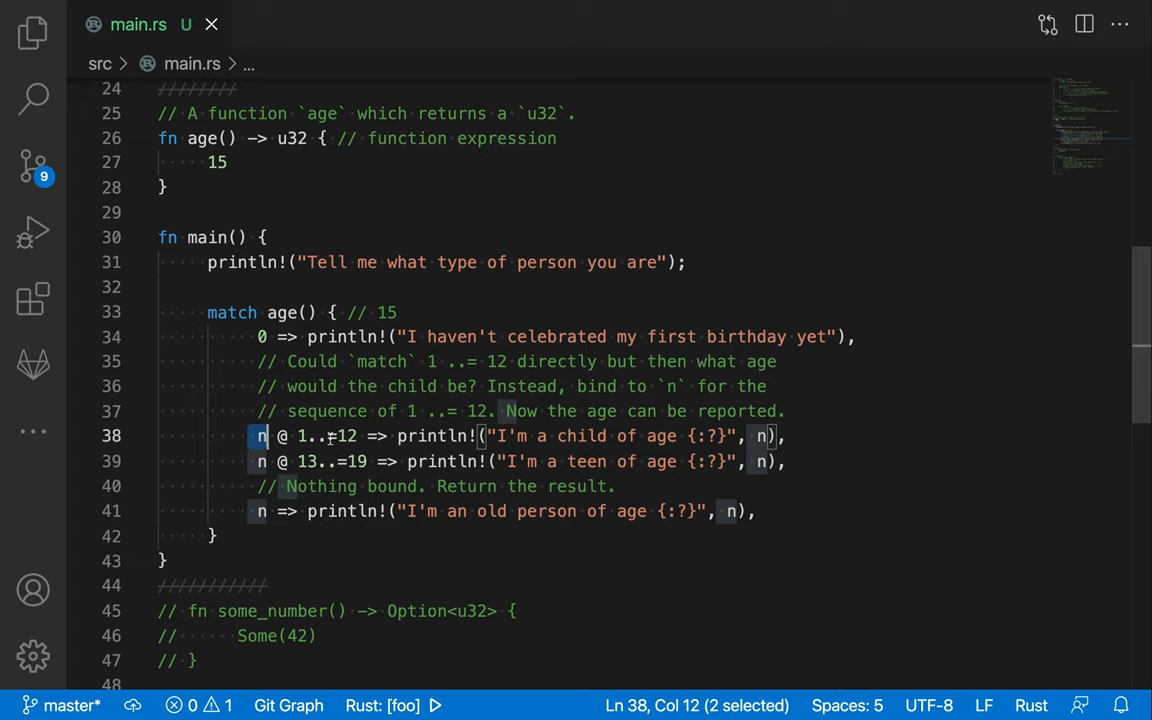 main.rs U
src > main.rs > ...
24 ////////
25 // A function `age` which returns a `u32`.
26 fn age() -> u32 { // function expression
27 15
28 }
29
30 fn main() {
31 println!("Tell me what type of person you are");
32
33 match age() { // 15
34 0 => println!("I haven't celebrated my first birthday yet"),
35 // Could `match` 1 ..= 12 directly but then what age
36 // would the child be? Instead, bind to `n` for the
37 // sequence of 1 ..= 12. Now the age can be reported.
38 n @ 1..=12 => println!("I'm a child of age {:?}", n),
39 n @ 13..=19 => println!("I'm a teen of age {:?}", n),
40 // Nothing bound. Return the result.
41 n => println!("I'm an old person of age {:?}", n),
42 }
43 }
44 ///////////
45 // fn some_number() -> Option<u32> {
46 // Some(42)
47 // }
48
9
master* 0 1 Git Graph Rust: [foo] Ln 38, Col 12 (2 selected) Spaces: 5 UTF-8 LF Rust